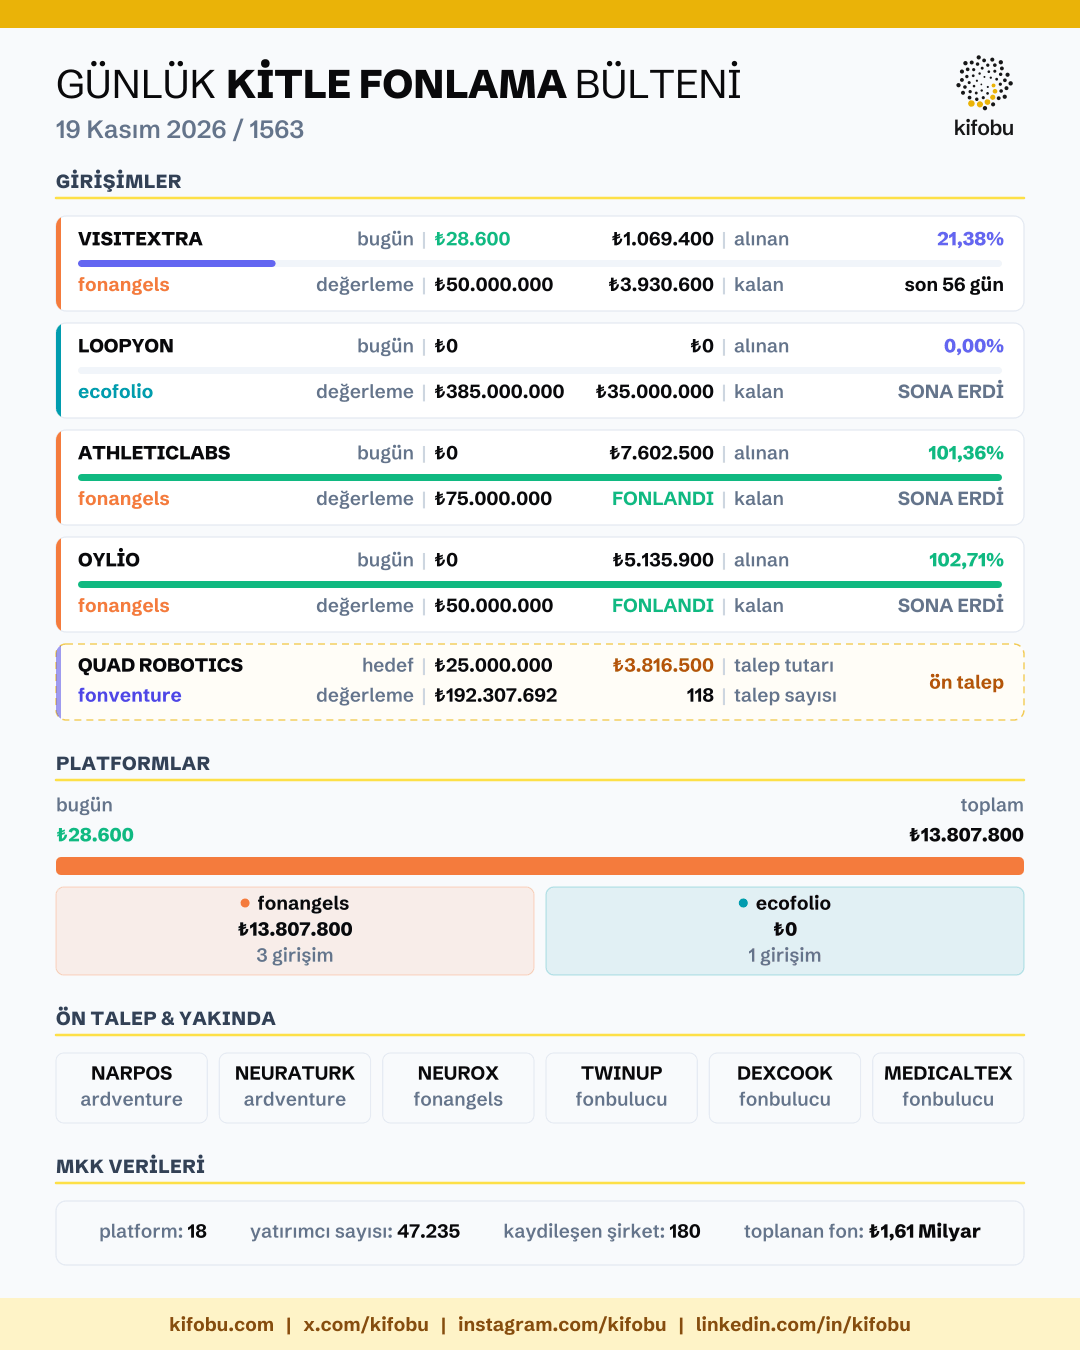 GÜNLÜK KİTLE FONLAMA BÜLTENİ
19 Kasım 2026 / 1563
kifobu
GİRİŞİMLER
VISITEXTRA bugün | ₺28.600 ₺1.069.400 | alınan 21,38%
fonangels değerleme | ₺50.000.000 ₺3.930.600 | kalan son 56 gün
LOOPYON bugün | ₺0 ₺0 | alınan 0,00%
ecofolio değerleme | ₺385.000.000 ₺35.000.000 | kalan SONA ERDİ
ATHLETICLABS bugün | ₺0 ₺7.602.500 | alınan 101,36%
fonangels değerleme | ₺75.000.000 FONLANDI | kalan SONA ERDİ
OYLİO bugün | ₺0 ₺5.135.900 | alınan 102,71%
fonangels değerleme | ₺50.000.000 FONLANDI | kalan SONA ERDİ
QUAD ROBOTICS hedef | ₺25.000.000 ₺3.816.500 | talep tutarı
fonventure değerleme | ₺192.307.692 118 | talep sayısı
ön talep
PLATFORMLAR
bugün toplam
₺28.600 ₺13.807.800
fonangels
₺13.807.800
3 girişim
ecofolio
₺0
1 girişim
ÖN TALEP & YAKINDA
NARPOS
ardventure
NEURATURK
ardventure
NEUROX
fonangels
TWINUP
fonbulucu
DEXCOOK
fonbulucu
MEDICALTEX
fonbulucu
MKK VERİLERİ
platform: 18 yatırımcı sayısı: 47.235 kaydileşen şirket: 180 toplanan fon: ₺1,61 Milyar
kifobu.com | x.com/kifobu | instagram.com/kifobu | linkedin.com/in/kifobu